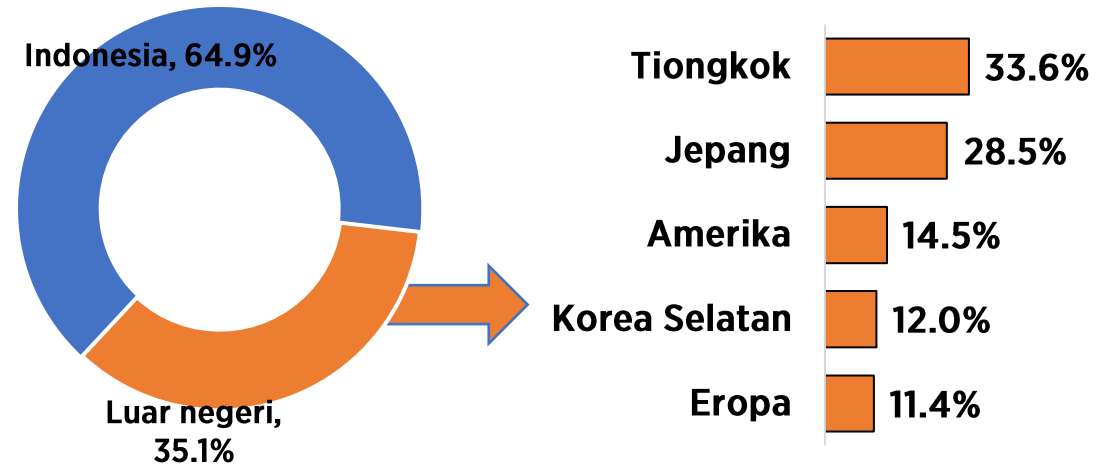 Indonesia, 64.9%
Luar negeri,
35.1%
Tiongkok 33.6%
Jepang 28.5%
Amerika 14.5%
Korea Selatan 12.0%
Eropa 11.4%